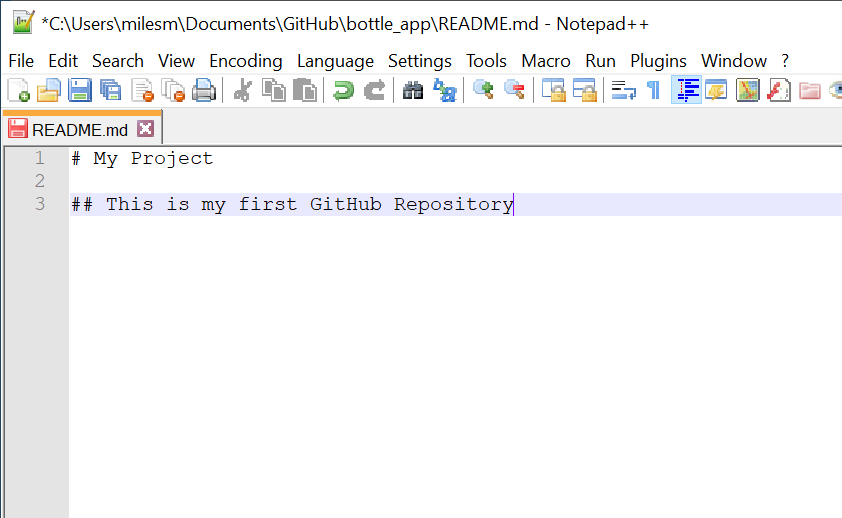 *C:\Users\milesm\Documents\GitHub\bottle_app\README.md - Notepad++
File Edit Search View Encoding Language Settings Tools Macro Run Plugins Window ?
README.md
1 # My Project
2
3 ## This is my first GitHub Repository